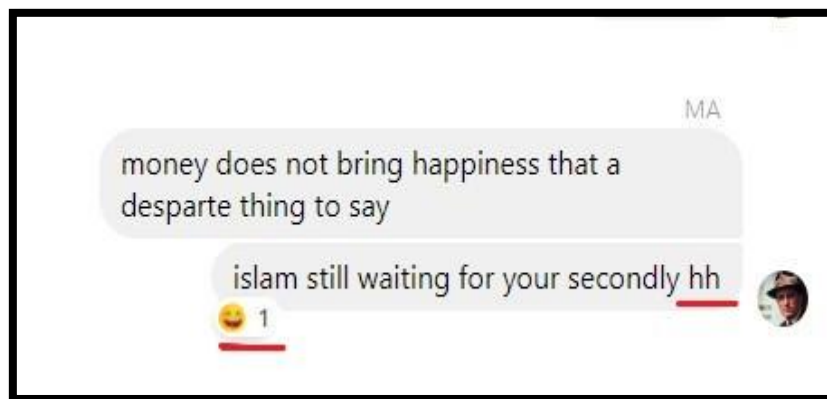 MA
money does not bring happiness that a
desparte thing to say
islam still waiting for your secondly hh
1